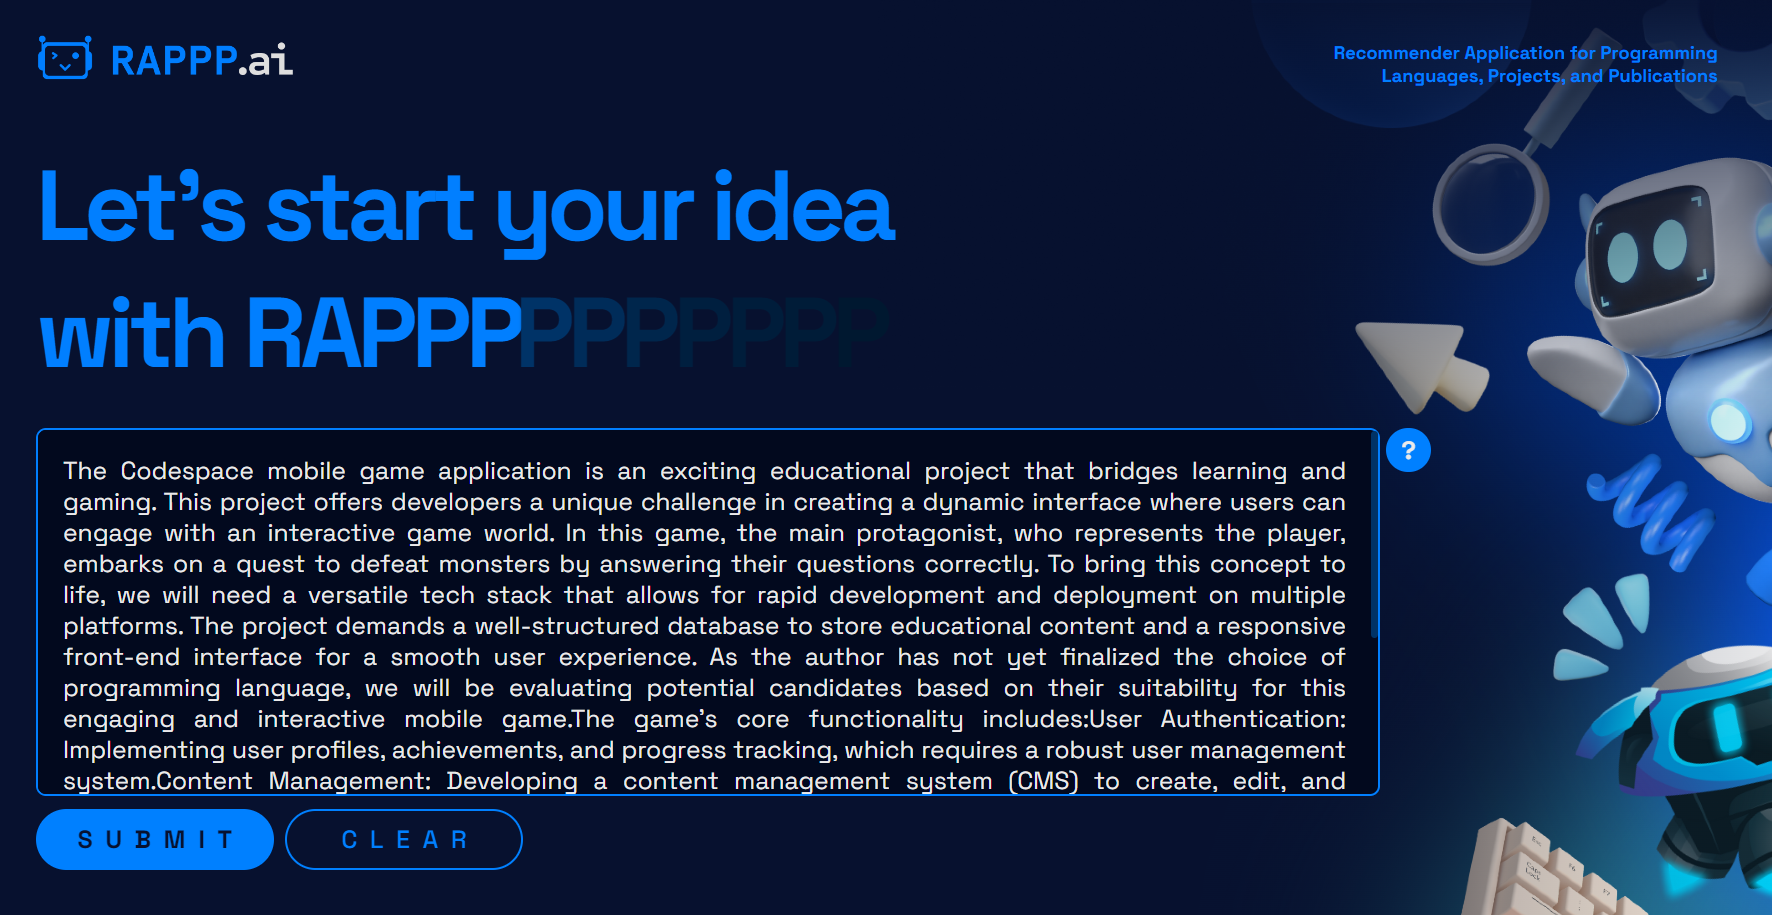 RAPPP.ai
Recommender Application for Programming
Languages, Projects, and Publications
Let's start your idea
with RAPPPPPPPPPP
The Codespace mobile game application is an exciting educational project that bridges learning and
gaming. This project offers developers a unique challenge in creating a dynamic interface where users can
engage with an interactive game world. In this game, the main protagonist, who represents the player,
embarks on a quest to defeat monsters by answering their questions correctly. To bring this concept to
life, we will need a versatile tech stack that allows for rapid development and deployment on multiple
platforms. The project demands a well-structured database to store educational content and a responsive
front-end interface for a smooth user experience. As the author has not yet finalized the choice of
programming language, we will be evaluating potential candidates based on their suitability for this
engaging and interactive mobile game.The game's core functionality includes:User Authentication:
Implementing user profiles, achievements, and progress tracking, which requires a robust user management
system.Content Management: Developing a content management system (CMS) to create, edit, and
?
SUBMIT
CLEAR
Esc
Caps Lock
F6
F7